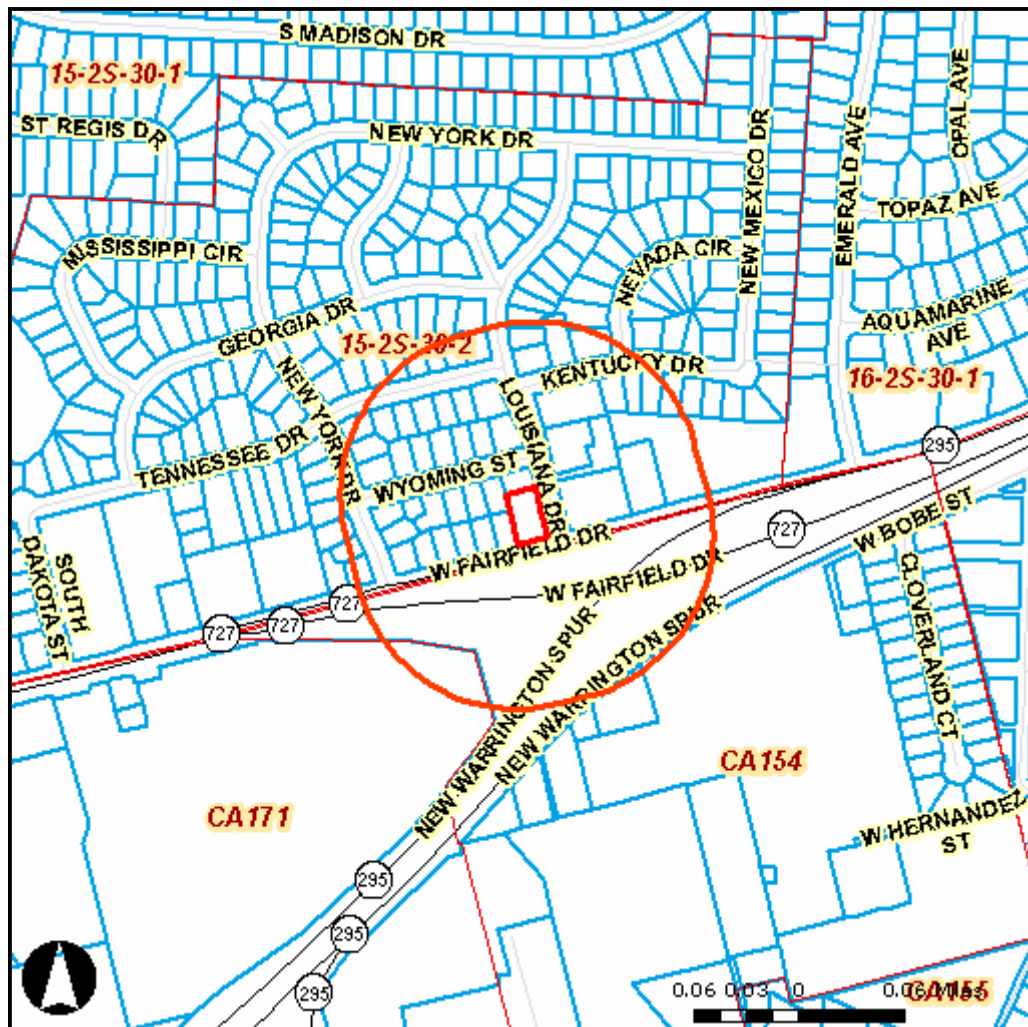 S MADISON DR
15-2S-30-1
OPAL AVE
ST REGIS DR
NEW YORK DR
NEW MEXICO DR
EMERALD AVE
TOPAZ AVE
MISSISSIPPI CIR
NEVADA CIR
GEORGIA DR
AQUAMARINE
AVE
15-2S-30-2
NEW YORK DR
KENTUCKY DR
16-2S-30-1
LOUISIANA DR
TENNESSEE DR
WYOMING ST
295
727
W BOBE ST
SOUTH
DAKOTA ST
W FAIRFIELD DR
W FAIRFIELD DR
727
727
727
CLOVERLAND CT
NEW WARRINGTON SPUR
NEW WARRINGTON SPUR
CA154
CA171
W HERNANDEZ
ST
295
295
295
0.06 0.03 0
CA155